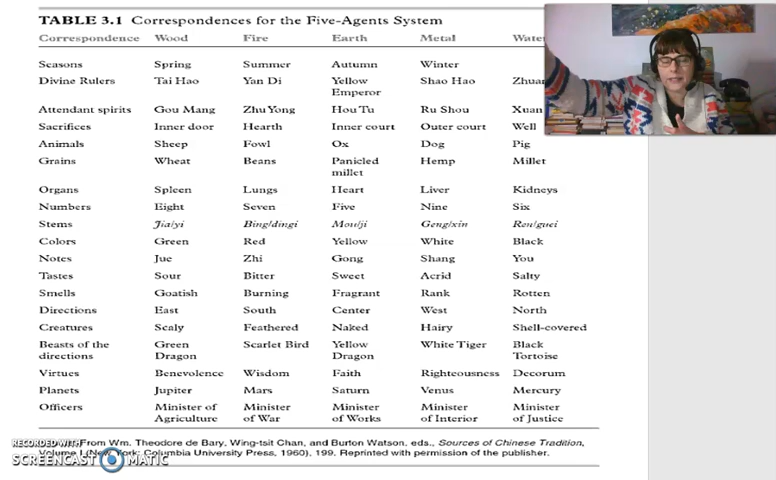 TABLE 3.1 Correspondences for the Five-Agents System
Correspondence Wood Fire Earth Metal
Seasons Spring Summer Autumn Winter
Divine Rulers Tai Hao Yan Di Yellow Emperor Shao Hao
Attendant spirits Gou Mang Zhu Yong Hou Tu Ru Shou Xuan
Sacrifices Inner door Hearth Inner court Outer court Well
Animals Sheep Fowl Ox Dog Pig
Grains Wheat Beans Panicled millet Hemp Millet
Organs Spleen Lungs Heart Liver Kidneys
Numbers Eight Seven Five Nine Six
Stems Jia/yi Bing/dingi Mou/ji Geng/xin Ren/guei
Colors Green Red Yellow White Black
Notes Jue Zhi Gong Shang You
Tastes Sour Bitter Sweet Acrid Salty
Smells Goatish Burning Fragrant Rank Rotten
Directions East South Center West North
Creatures Scaly Feathered Naked Hairy Shell-covered
Beasts of the directions Green Dragon Scarlet Bird Yellow Dragon White Tiger Black Tortoise
Virtues Benevolence Wisdom Faith Righteousness Decorum
Planets Jupiter Mars Saturn Venus Mercury
Officers Minister of Agriculture Minister of War Minister of Works Minister of Interior Minister of Justice
From Wm. Theodore de Bary, Wing-tsit Chan, and Burton Watson, eds., Sources of Chinese Tradition,
Volume I (New York: Columbia University Press, 1960), 199. Reprinted with permission of the publisher.
RECORDED WITH
SCREENCAST MATIC